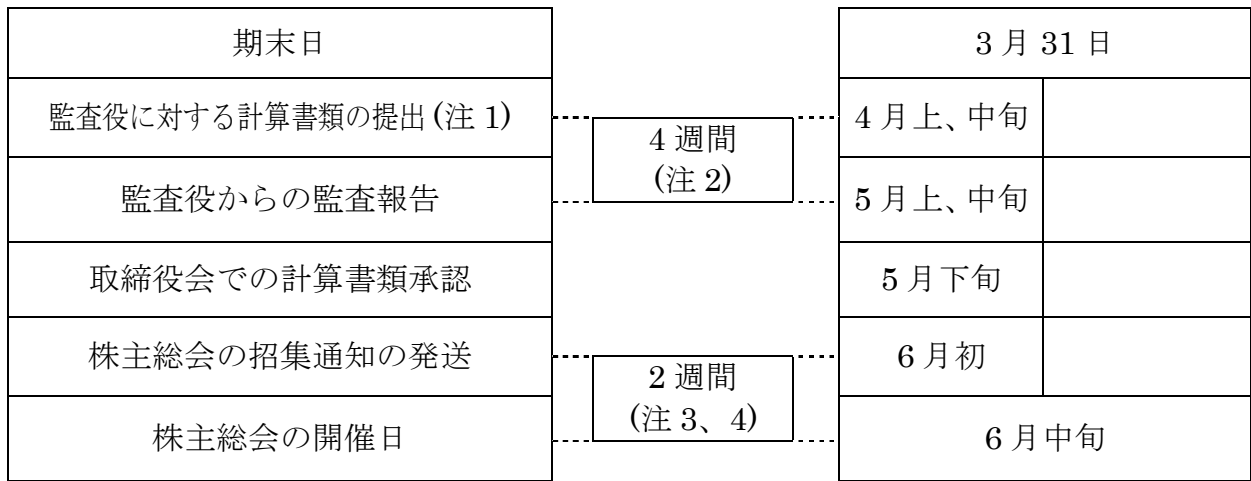 期末日
3月31日
監査役に対する計算書類の提出(注1)
4週間
(注2)
4月上、中旬
監査役からの監査報告
5月上、中旬
取締役会での計算書類承認
5月下旬
株主総会の招集通知の発送
2週間
(注3、4)
6月初
株主総会の開催日
6月中旬